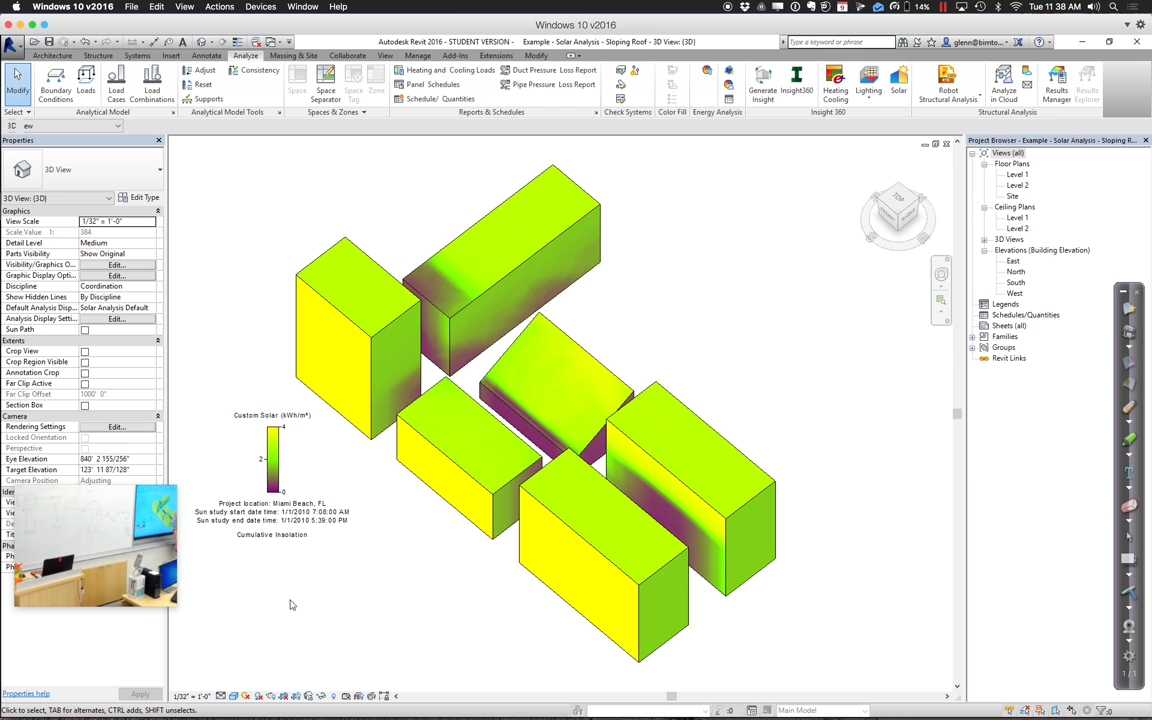 File Edit View Actions Devices Window Help
14%
Tue 11 38 AM
Windows 10 v2016
Autodesk Revit 2016 - STUDENT VERSION - Example - Solar Analysis - Sloping Roof - 3D View: {3D}
Type a keyword or phrase
glenn@bimto...
Architecture Structure Systems Insert Annotate Analyze Massing & Site Collaborate View Manage Add-Ins Extensions Modify
Modify
Boundary Conditions
Loads
Load Cases
Load Combinations
Adjust
Reset
Supports
Consistency
Space
Space Separator
Space Tag
Zone
Heating and Cooling Loads
Panel Schedules
Schedule/ Quantities
Duct Pressure Loss Report
Pipe Pressure Loss Report
Generate Insight
Insight360
Heating Cooling
Lighting
Solar
Robot Structural Analysis
Analyze in Cloud
Results Manager
Results Explorer
Select
Analytical Model
Analytical Model Tools
Spaces & Zones
Reports & Schedules
Check Systems
Color Fill
Energy Analysis
Insight 360
Structural Analysis
3D ew
Properties
3D View
3D View: {3D}
Edit Type
Graphics
View Scale 1/32" = 1'-0"
Scale Value 1: 384
Detail Level Medium
Parts Visibility Show Original
Visibility/Graphics O... Edit...
Graphic Display Opti... Edit...
Discipline Coordination
Show Hidden Lines By Discipline
Default Analysis Disp... Solar Analysis Default
Analysis Display Setti... Edit...
Sun Path
Extents
Crop View
Crop Region Visible
Annotation Crop
Far Clip Active
Far Clip Offset 1000' 0"
Section Box
Camera
Rendering Settings Edit...
Locked Orientation
Perspective
Eye Elevation 840' 2 155/256"
Target Elevation 123' 11 87/128"
Camera Position Adjusting
Properties help
Apply
Custom Solar (kWh/m²)
4
2
0
Project location: Miami Beach, FL
Sun study start date time: 1/1/2010 7:08:00 AM
Sun study end date time: 1/1/2010 5:39:00 PM
Cumulative Insolation
TOP
Project Browser - Example - Solar Analysis - Sloping R...
Views (all)
Floor Plans
Level 1
Level 2
Site
Ceiling Plans
Level 1
Level 2
3D Views
Elevations (Building Elevation)
East
North
South
West
Legends
Schedules/Quantities
Sheets (all)
Families
Groups
Revit Links
1 / 1
1/32" = 1'-0"
Click to select, TAB for alternates, CTRL adds, SHIFT unselects.
:0
Main Model
:0